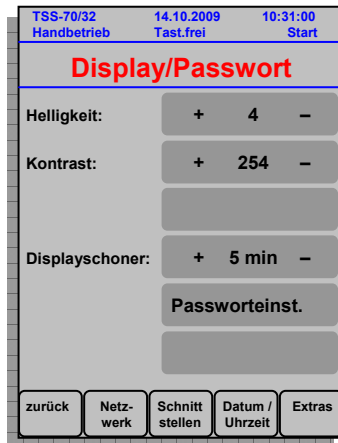 TSS-70/32 14.10.2009 10:31:00
Handbetrieb Tast.frei Start
Display/Passwort
Helligkeit: + 4 –
Kontrast: + 254 –
Displayschoner: + 5 min –
Passworteinst.
zurück Netz- Schnitt Datum / Extras
werk stellen Uhrzeit